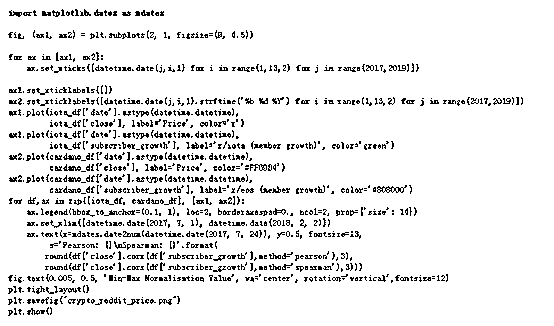 import matplotlib.dates as mdates
fig, (ax1, ax2) = plt.subplots(2, 1, figsize=(8, 4.5))
for ax in [ax1, ax2]:
ax.set_xticks([datetime.date(j,i,1) for i in range(1,13,2) for j in range(2017,2019)])
ax1.set_xticklabels([])
ax2.set_xticklabels([datetime.date(j,i,1).strftime('%b %d %Y') for i in range(1,13,2) for j in range(2017,2019)])
ax1.plot(iota_df['date'].astype(datetime.datetime),
iota_df['close'], label='Price', color='r')
ax1.plot(iota_df['date'].astype(datetime.datetime),
iota_df['subscriber_growth'], label='r/iota (member growth)', color='green')
ax2.plot(cardano_df['date'].astype(datetime.datetime),
cardano_df['close'], label='Price', color='#FF0894')
ax2.plot(cardano_df['date'].astype(datetime.datetime),
cardano_df['subscriber_growth'], label='r/eos (member growth)', color='#808000')
for df,ax in zip([iota_df, cardano_df], [ax1, ax2]):
ax.legend(bbox_to_anchor=(0.1, 1), loc=2, borderaxespad=0., ncol=2, prop={'size': 14})
ax.set_xlim([datetime.date(2017, 7, 1), datetime.date(2018, 2, 2)])
ax.text(x=mdates.date2num(datetime.date(2017, 7, 24)), y=0.5, fontsize=13,
s='Pearson: {}\nSpearman: {}'.format(
round(df['close'].corr(df['subscriber_growth'],method='pearson'),3),
round(df['close'].corr(df['subscriber_growth'],method='spearman'),3)))
fig.text(0.005, 0.5, 'Min-Max Normalisation Value', va='center', rotation='vertical',fontsize=12)
plt.tight_layout()
plt.savefig("crypto_reddit_price.png")
plt.show()